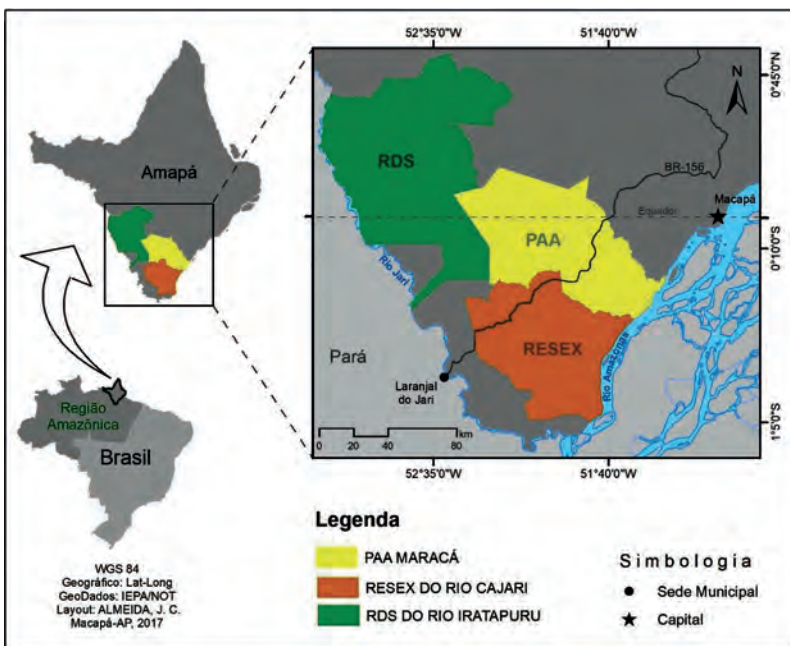 52°35'0"W
51°40'0"W
0°45'N
N
Amapá
RDS
BR-156
Macapá
Equador
PAA
0°10'0"S
Rio Jari
RESEX
Pará
Rio Amazonas
Laranjal
do Jari
Região
Amazônica
Brasil
0 20 40 80
km
1°5'0"S
52°35'0"W
51°40'0"W
Legenda
PAA MARACÁ
RESEX DO RIO CAJARI
RDS DO RIO IRATAPURU
Simbologia
Sede Municipal
Capital
WGS 84
Geográfico: Lat-Long
GeoDados: IEPA/NOT
Layout: ALMEIDA, J. C.
Macapá-AP, 2017